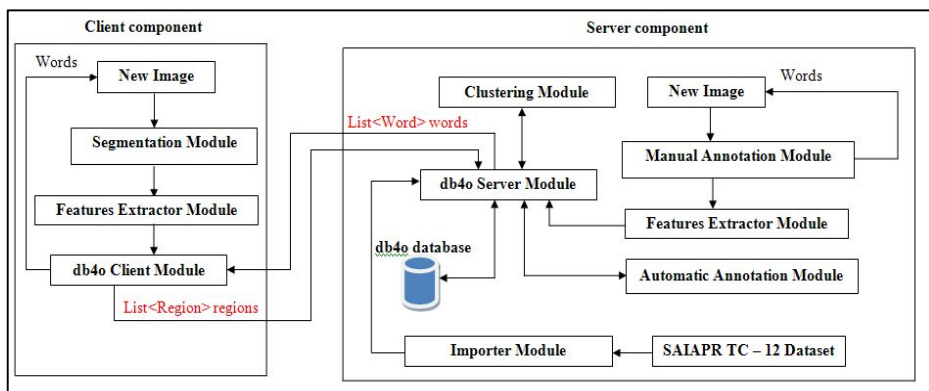 Client component
Words
New Image
Segmentation Module
Features Extractor Module
db4o Client Module
List<Word> words
List<Region> regions
Server component
Clustering Module
New Image
Words
Manual Annotation Module
db4o Server Module
Features Extractor Module
db4o database
Automatic Annotation Module
Importer Module
SAIAPR TC – 12 Dataset